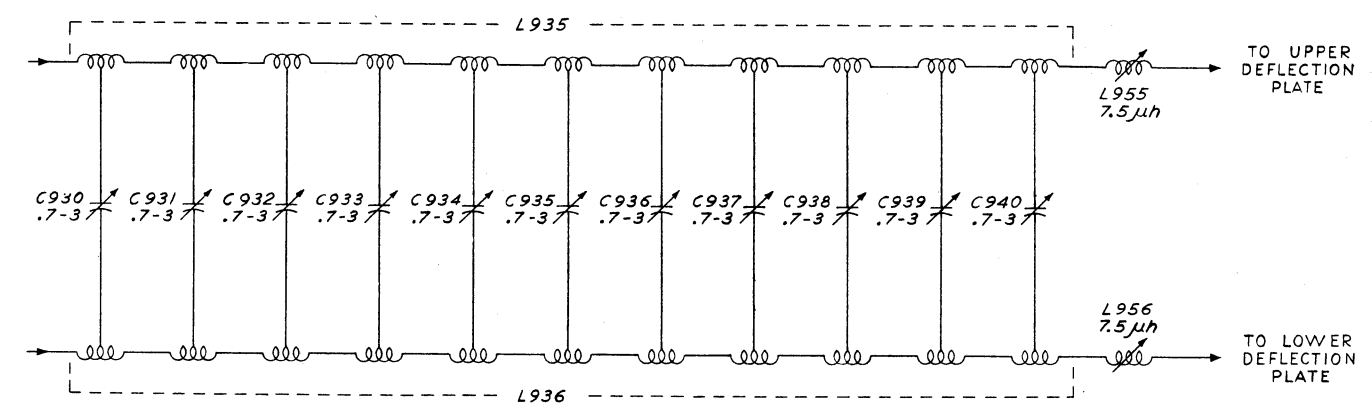 L935
TO UPPER
DEFLECTION
PLATE
L955
7.5 μh
C930
.7-3
C931
.7-3
C932
.7-3
C933
.7-3
C934
.7-3
C935
.7-3
C936
.7-3
C937
.7-3
C938
.7-3
C939
.7-3
C940
.7-3
L956
7.5 μh
TO LOWER
DEFLECTION
PLATE
L936